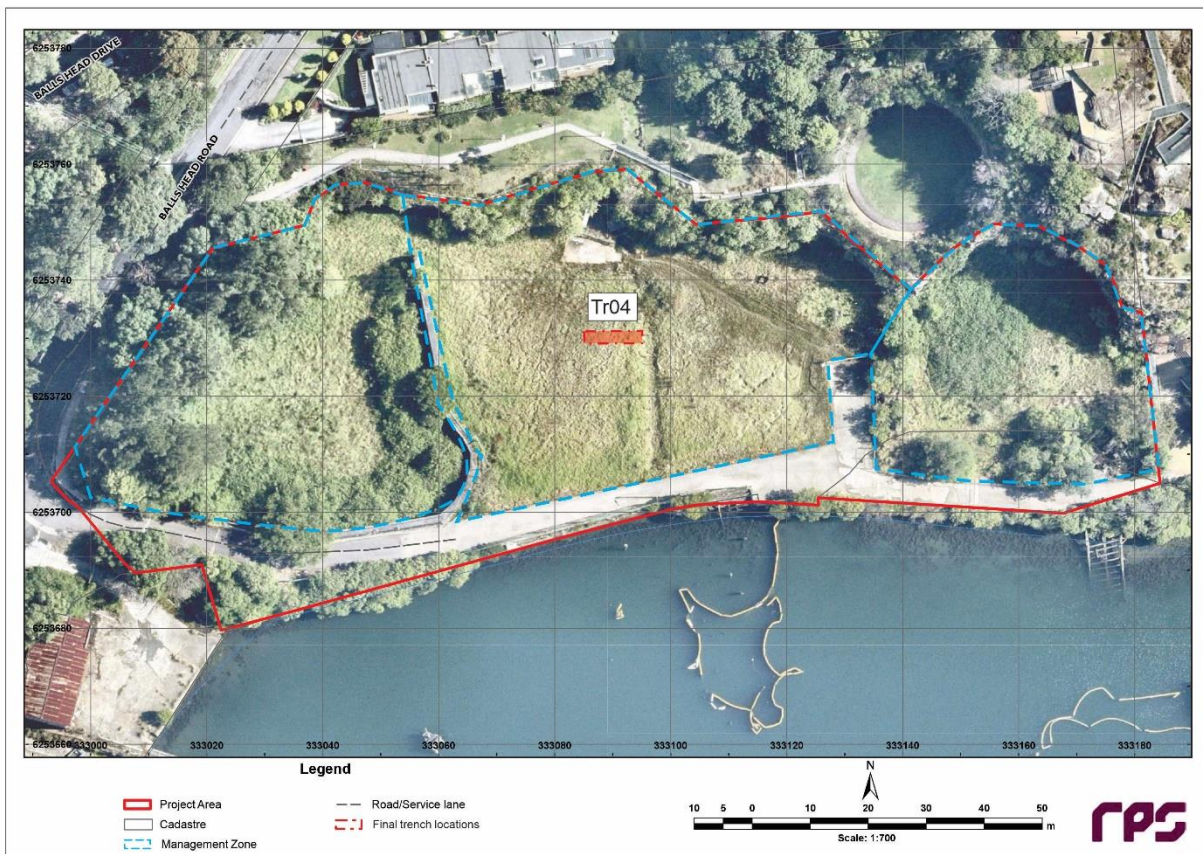 6253780
BALLS HEAD DRIVE
6253760
BALLS HEAD ROAD
6253740
Tr04
6253720
6253700
6253680
6253660
333000
333020
333040
333060
333080
333100
333120
333140
333160
333180
Legend
Project Area
Cadastre
Management Zone
Road/Service lane
Final trench locations
N
10 5 0 10 20 30 40 50
m
Scale: 1:700
rps